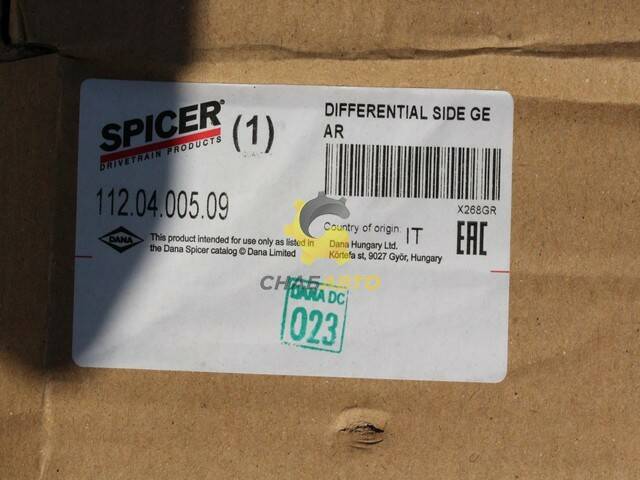 SPICER®
DRIVETRAIN PRODUCTS
(1)
DIFFERENTIAL SIDE GE
AR
X268GR
112.04.005.09
Country of origin: IT
DANA
This product intended for use only as listed in
the Dana Spicer catalog © Dana Limited
Dana Hungary Ltd.
Körtefa st, 9027 Győr, Hungary
EAC
СНАБАВТО
DANA DC
023